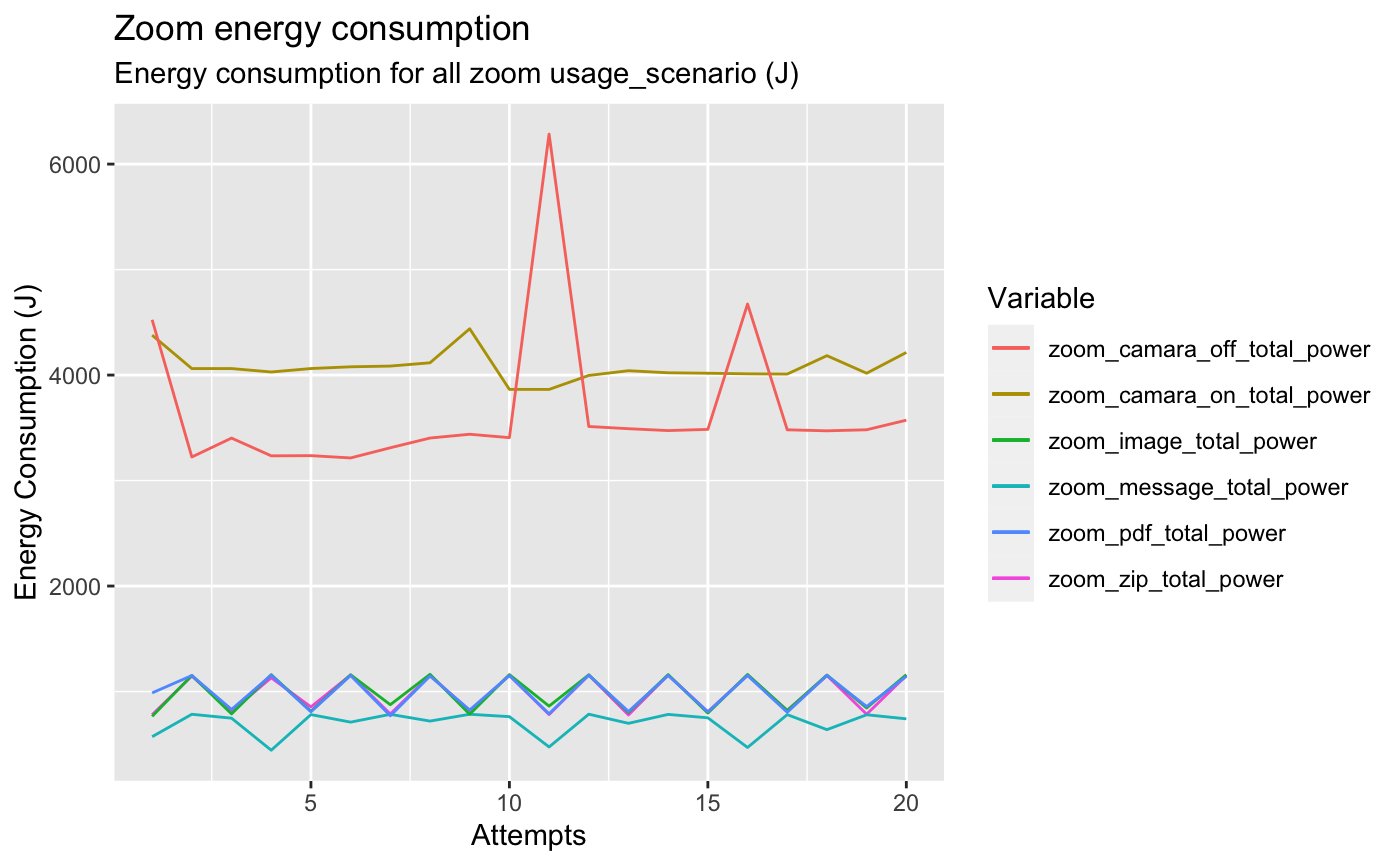 Zoom energy consumption
Energy consumption for all zoom usage_scenario (J)
Energy Consumption (J)
6000
4000
2000
5
10
15
20
Attempts
Variable
zoom_camara_off_total_power
zoom_camara_on_total_power
zoom_image_total_power
zoom_message_total_power
zoom_pdf_total_power
zoom_zip_total_power